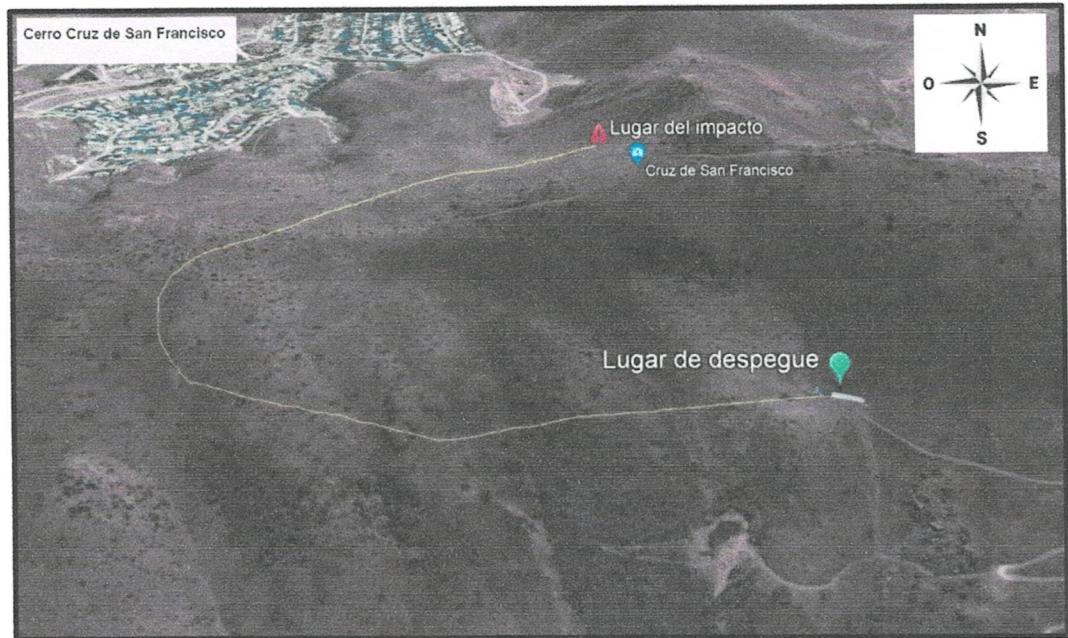 Cerro Cruz de San Francisco
N
O
E
S
Lugar del impacto
Cruz de San Francisco
Lugar de despegue